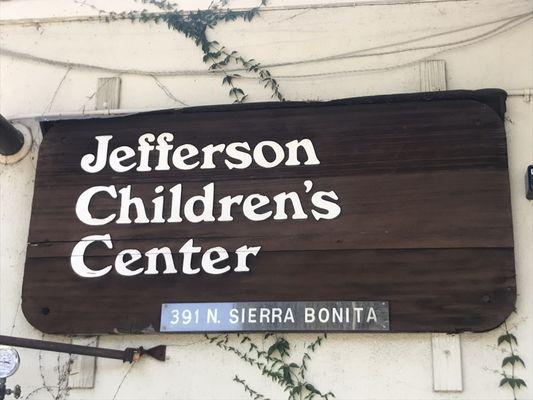 Jefferson
Children's
Center
391 N. SIERRA BONITA